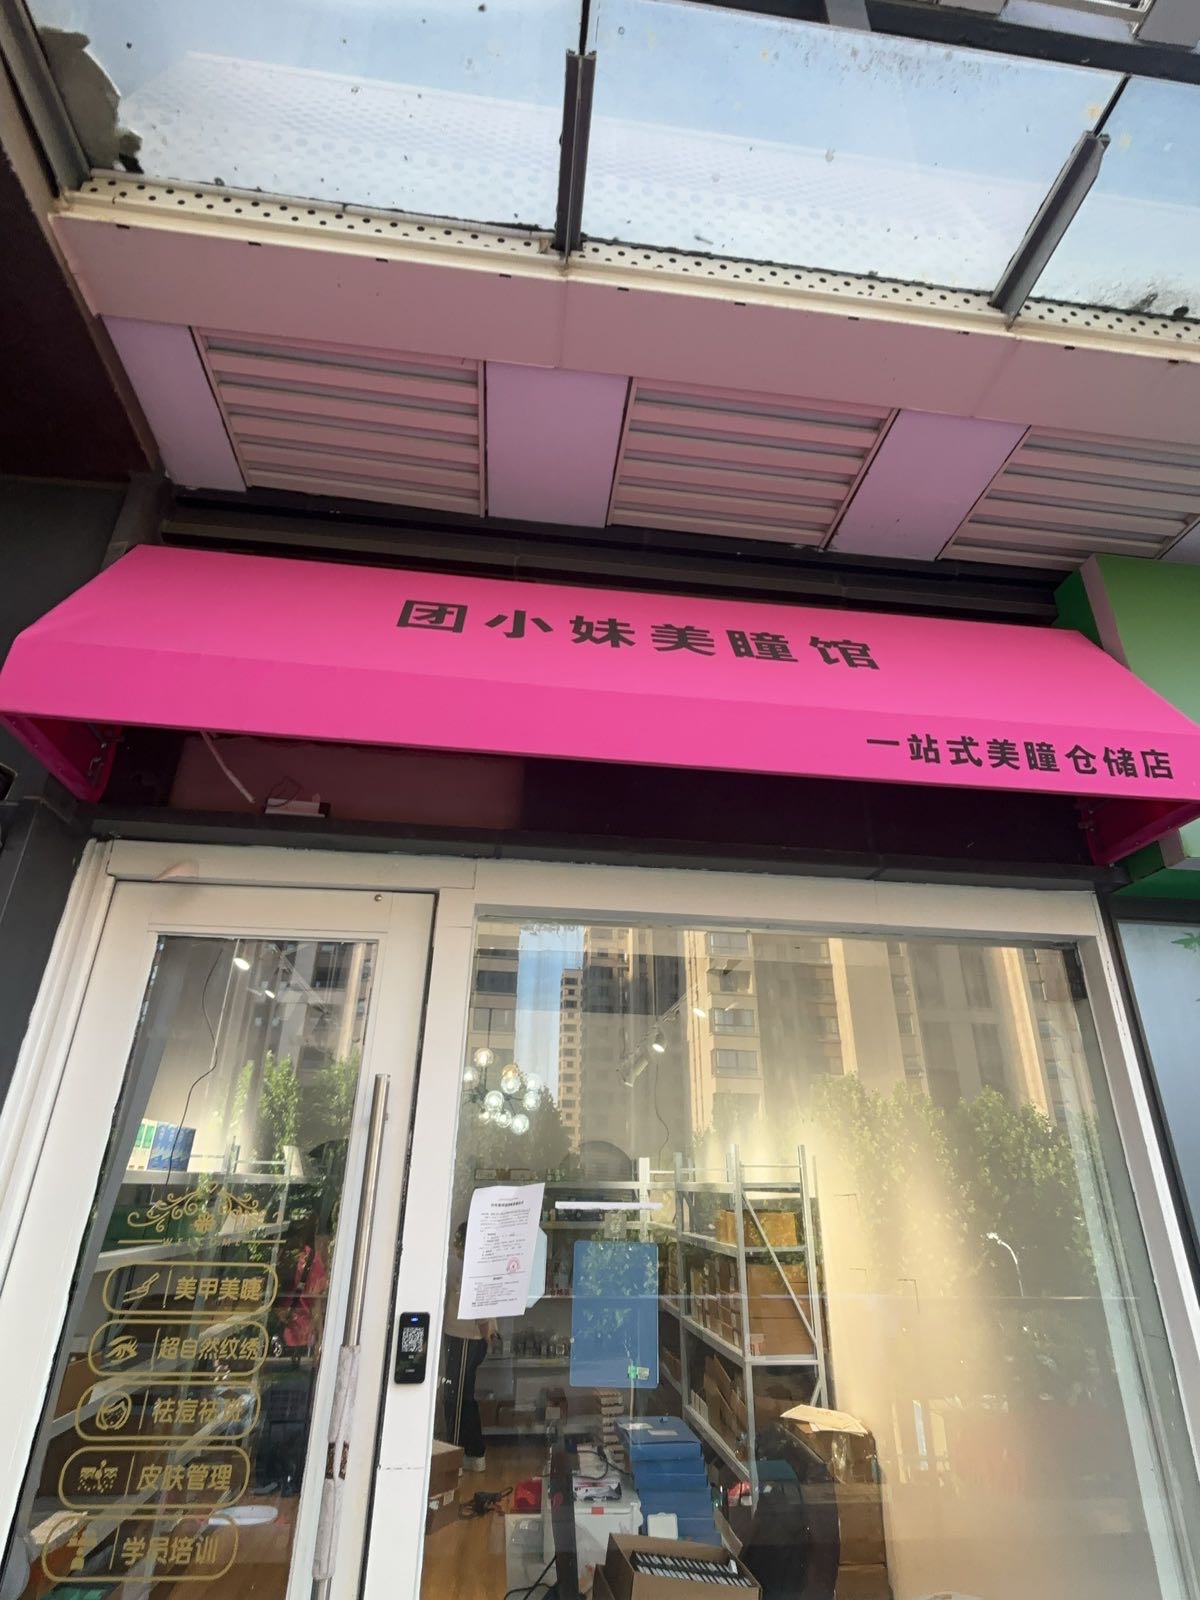 团小妹美瞳馆
一站式美瞳仓储店
WELCOME
美甲美睫
超自然纹绣
祛痘祛斑
皮肤管理
学员培训